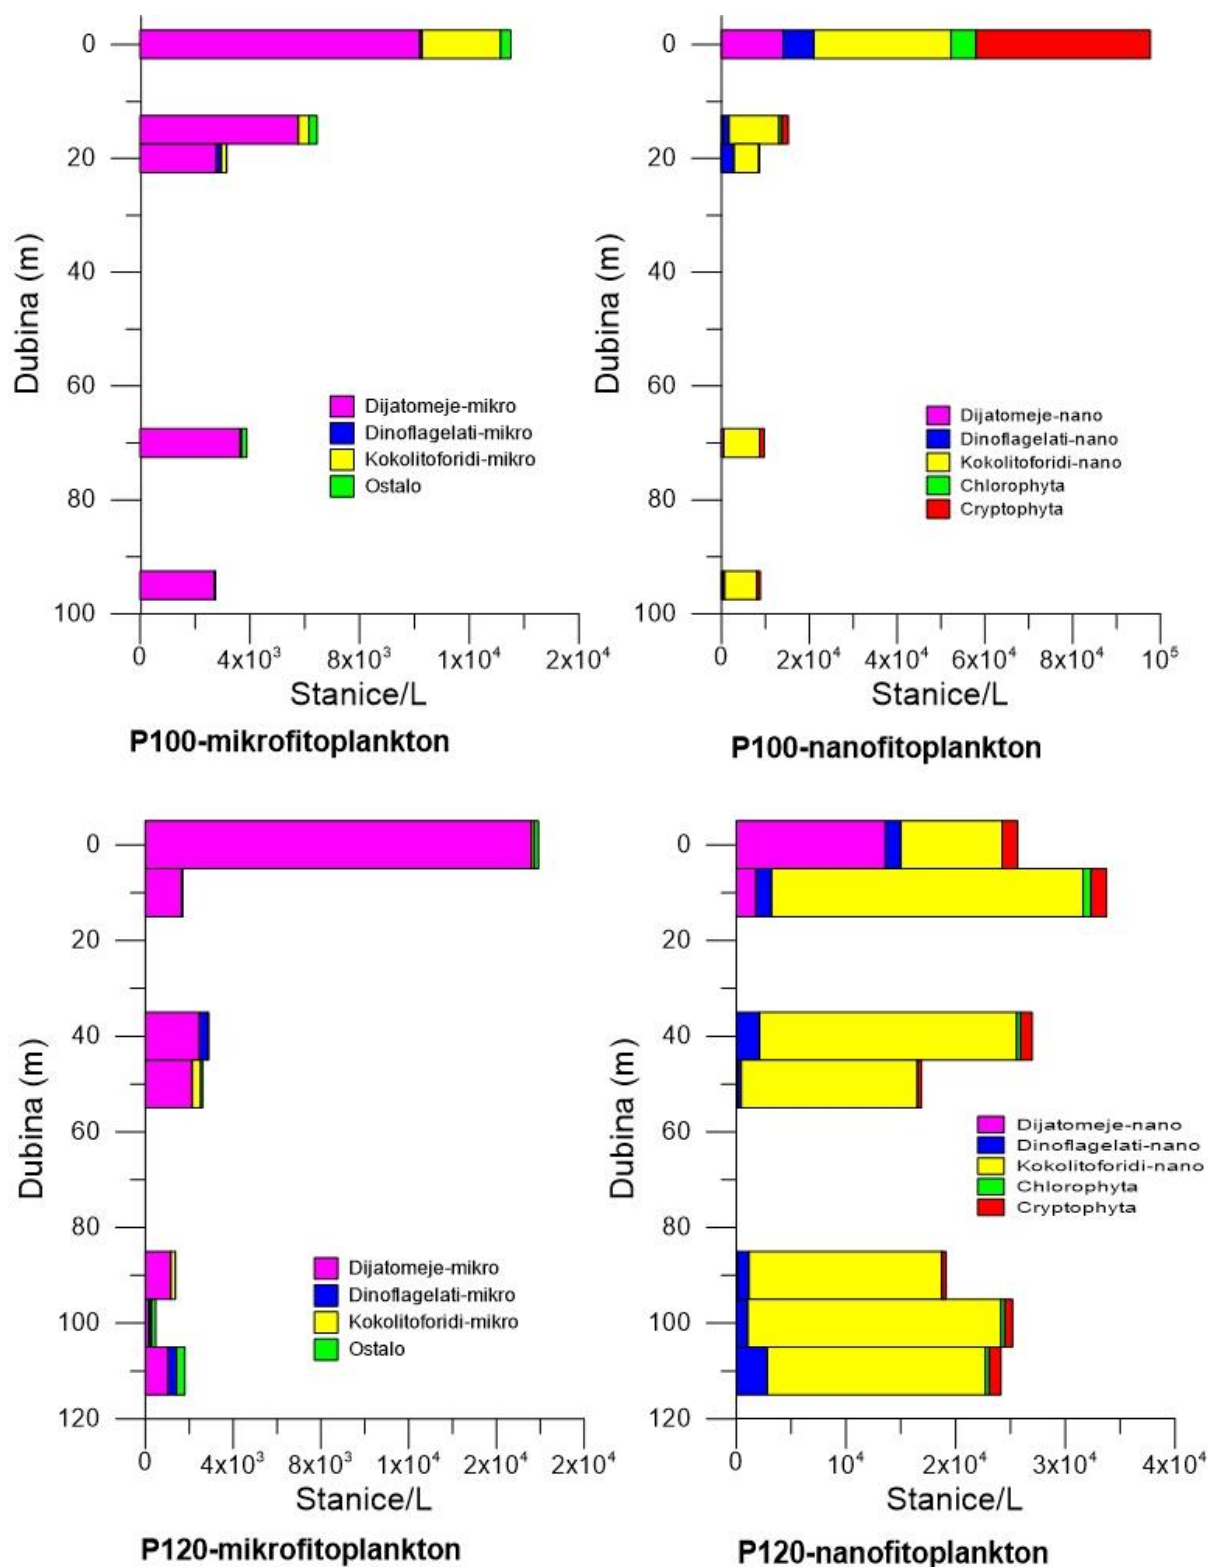 0
20
40
60
80
100
Dubina (m)
Dijatomeje-mikro
Dinoflagelati-mikro
Kokolitoforidi-mikro
Ostalo
0
4x10³
8x10³
1x10⁴
2x10⁴
Stanice/L
P100-mikrofitoplankton
0
20
40
60
80
100
Dubina (m)
Dijatomeje-nano
Dinoflagelati-nano
Kokolitoforidi-nano
Chlorophyta
Cryptophyta
0
2x10⁴
4x10⁴
6x10⁴
8x10⁴
10⁵
Stanice/L
P100-nanofitoplankton
0
20
40
60
80
100
120
Dubina (m)
Dijatomeje-mikro
Dinoflagelati-mikro
Kokolitoforidi-mikro
Ostalo
0
4x10³
8x10³
1x10⁴
2x10⁴
2x10⁴
Stanice/L
P120-mikrofitoplankton
0
20
40
60
80
100
120
Dubina (m)
Dijatomeje-nano
Dinoflagelati-nano
Kokolitoforidi-nano
Chlorophyta
Cryptophyta
0
10⁴
2x10⁴
3x10⁴
4x10⁴
Stanice/L
P120-nanofitoplankton